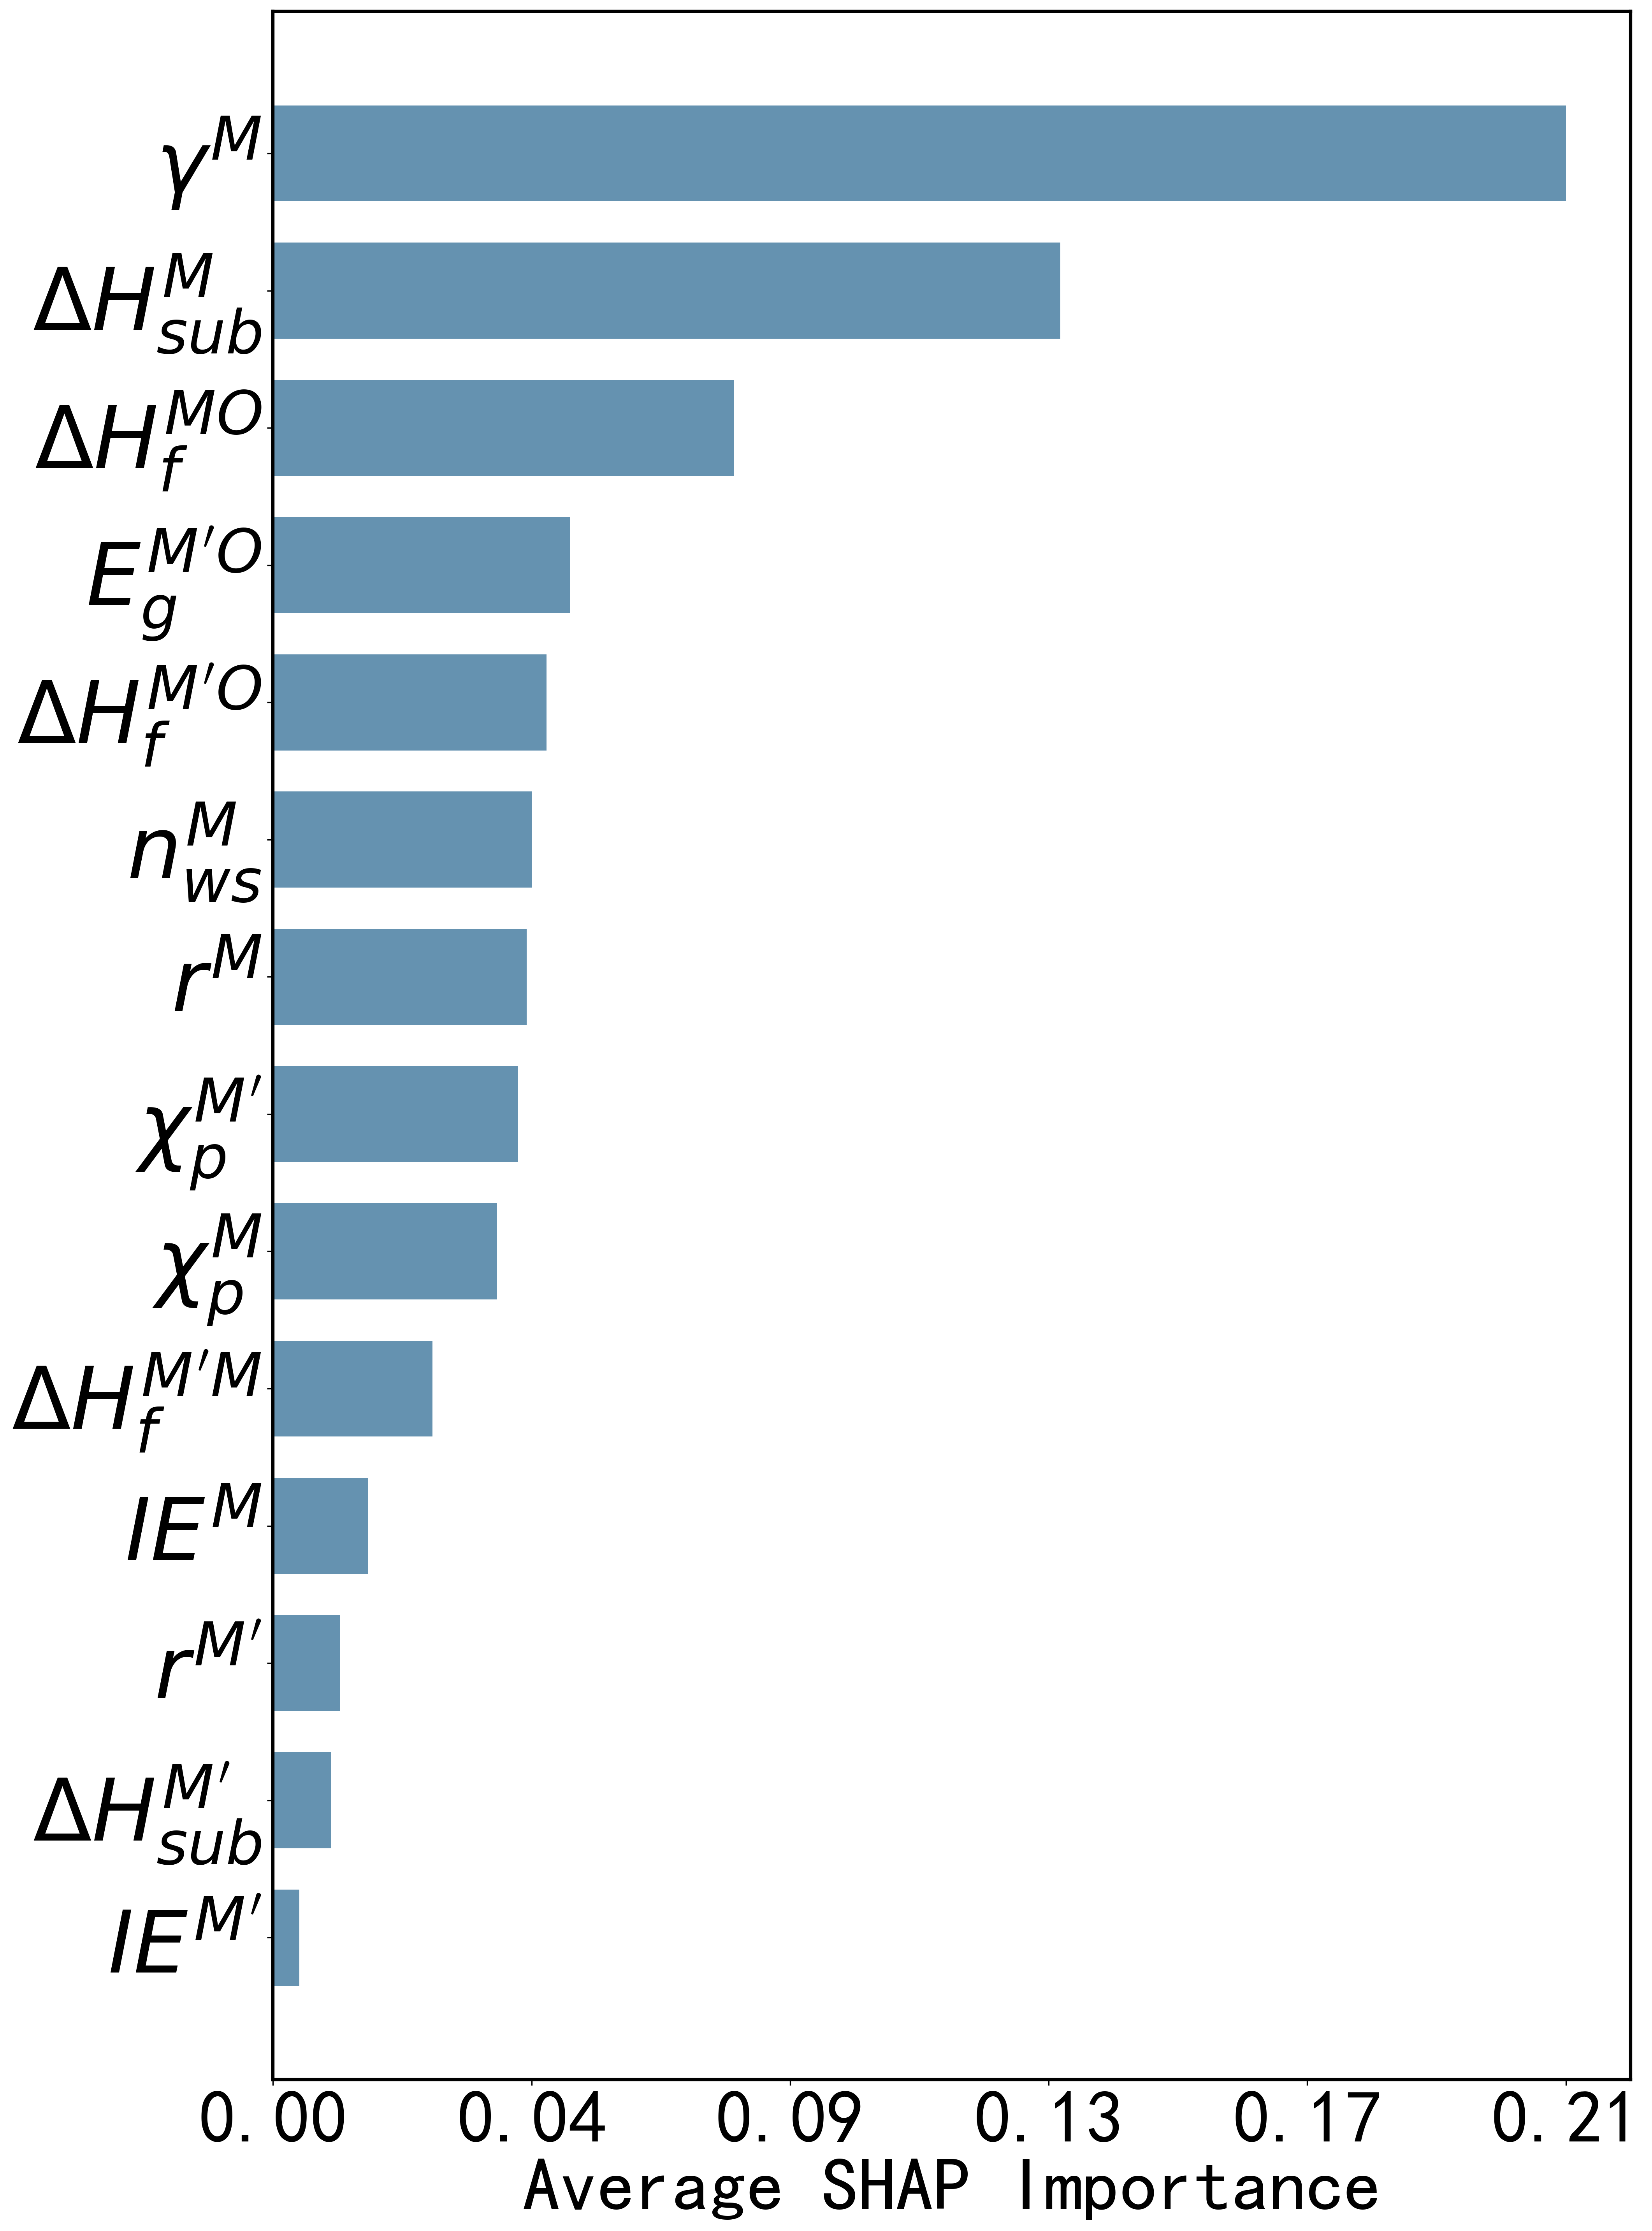 γ^M
ΔH_sub^M
ΔH_f^MO
E_g^M′O
ΔH_f^M′O
n_ws^M
r^M
χ_p^M′
χ_p^M
ΔH_f^M′M
IE^M
r^M′
ΔH_sub^M′
IE^M′
0.00 0.04 0.09 0.13 0.17 0.21
Average SHAP Importance